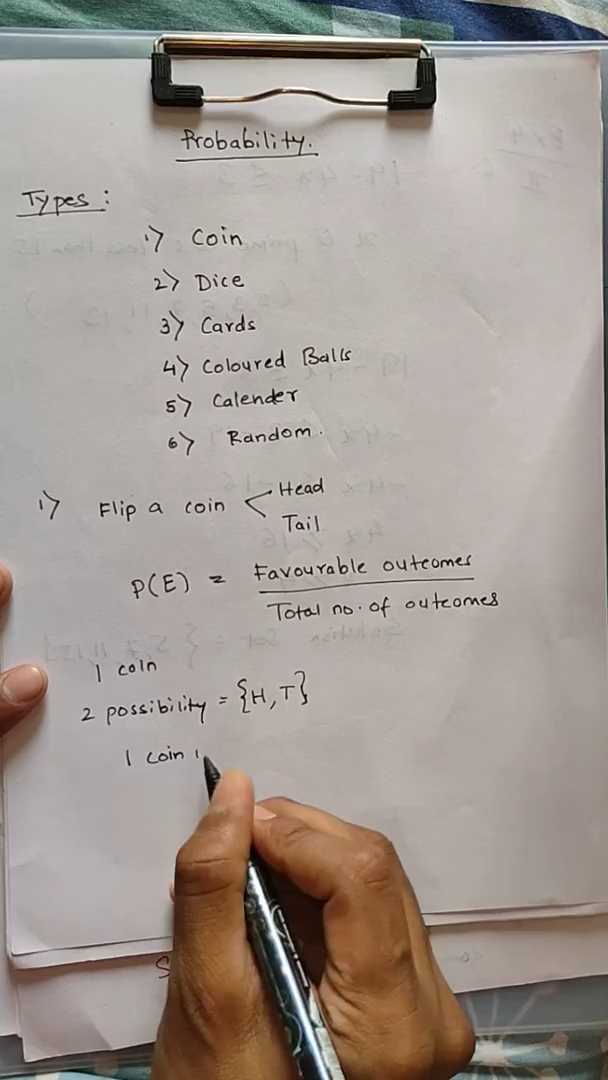 Probability.
Types :
1) Coin
2) Dice
3) Cards
4) Coloured Balls
5) Calender
6) Random.
1) Flip a coin < Head
Tail
P(E) = Favourable outcomes
Total no. of outcomes
1 coin
2 possibility = {H, T}
1 coin